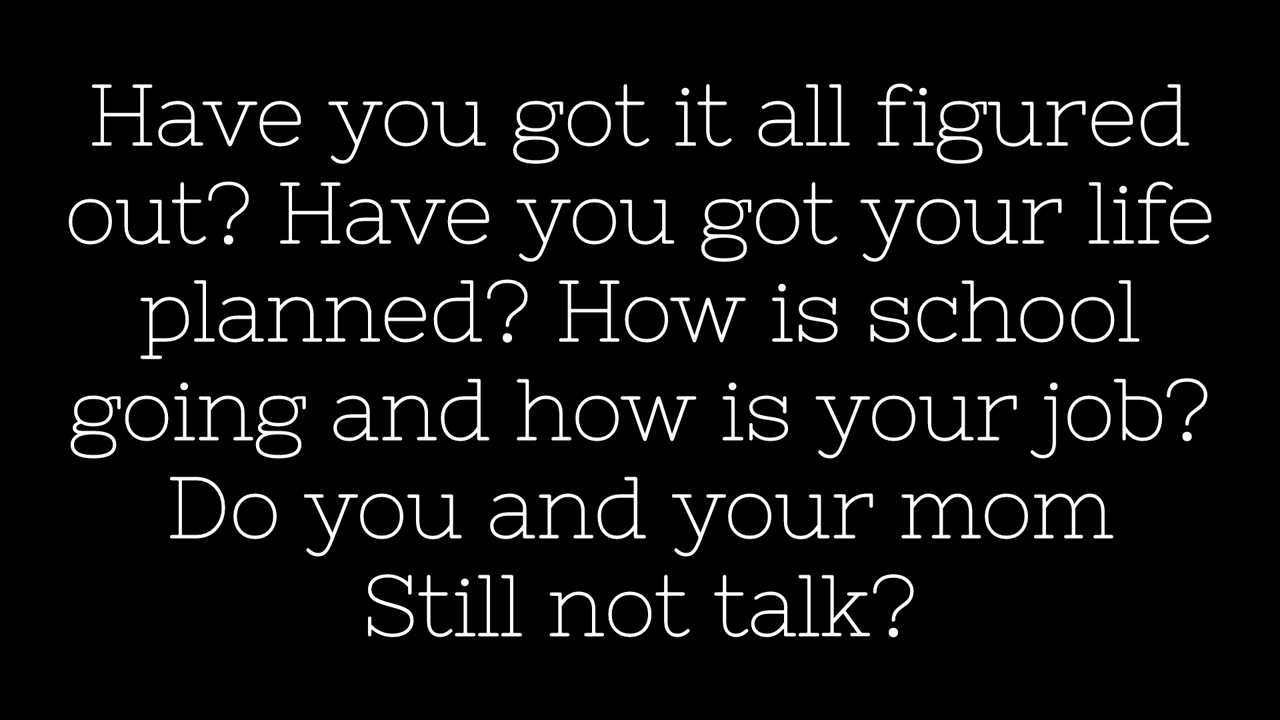 Have you got it all figured
out? Have you got your life
planned? How is school
going and how is your job?
Do you and your mom
Still not talk?